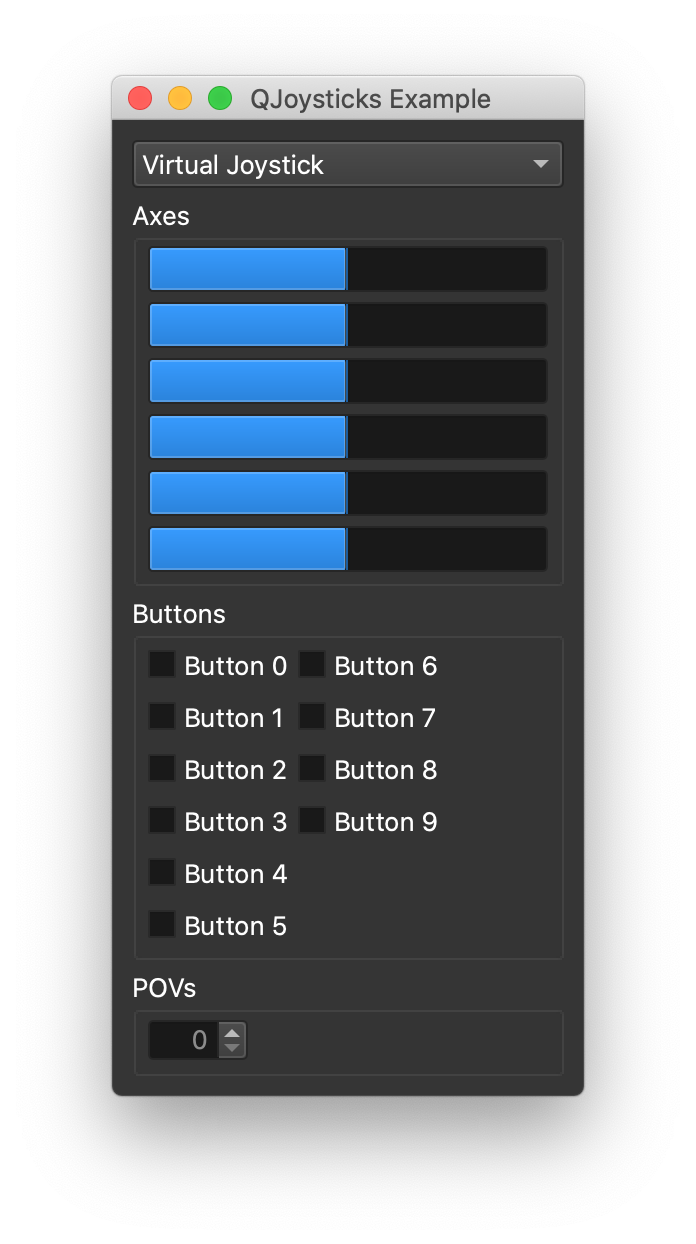 QJoysticks Example
Virtual Joystick
Axes
Buttons
Button 0 Button 6
Button 1 Button 7
Button 2 Button 8
Button 3 Button 9
Button 4
Button 5
POVs
0